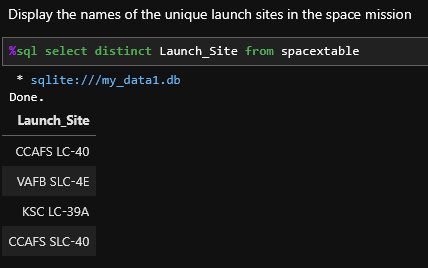 Display the names of the unique launch sites in the space mission
%sql select distinct Launch_Site from spacextable
* sqlite:///my_data1.db
Done.
Launch_Site
CCAFS LC-40
VAFB SLC-4E
KSC LC-39A
CCAFS SLC-40